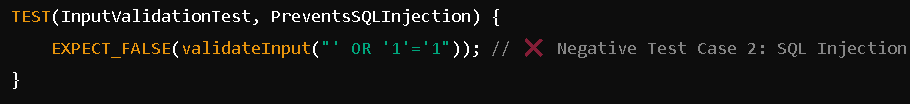 TEST(InputValidationTest, PreventsSQLInjection) {
    EXPECT_FALSE(validateInput("' OR '1'='1")); // ❌ Negative Test Case 2: SQL Injection
}